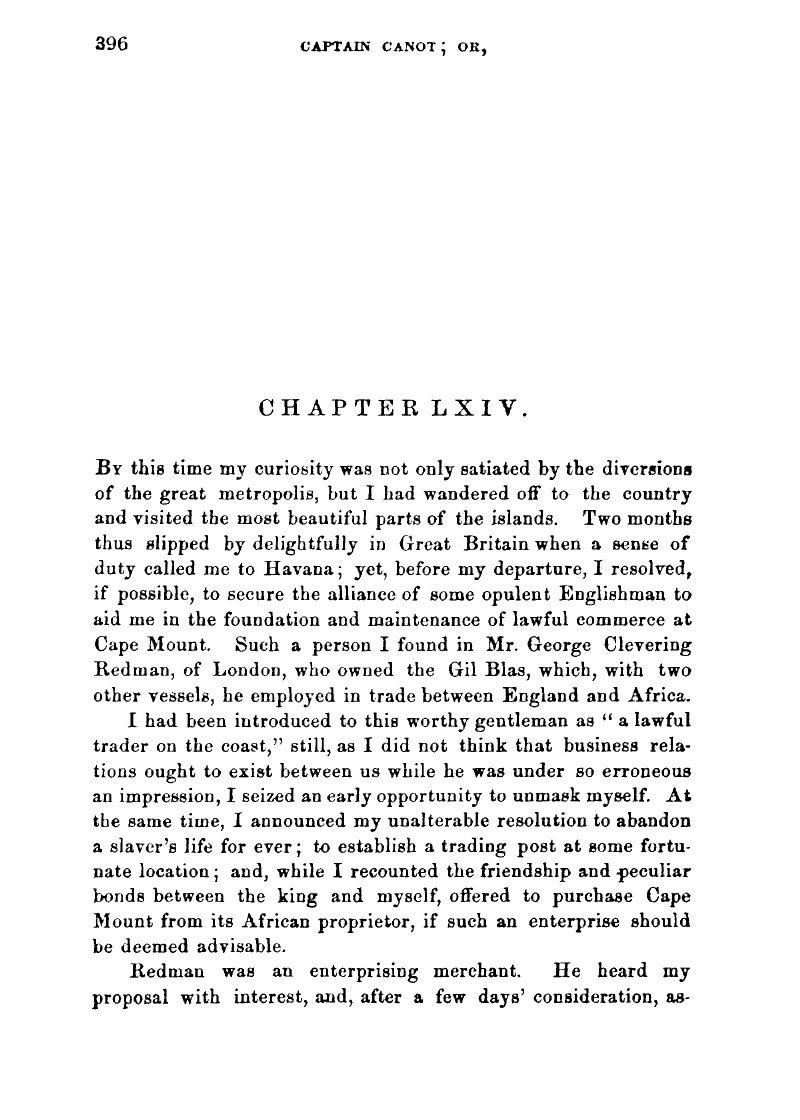 396 CAPTAIN CANOT; OR,
CHAPTER LXIV.
By this time my curiosity was not only satiated by the diversions
of the great metropolis, but I had wandered off to the country
and visited the most beautiful parts of the islands. Two months
thus slipped by delightfully in Great Britain when a sense of
duty called me to Havana; yet, before my departure, I resolved,
if possible, to secure the alliance of some opulent Englishman to
aid me in the foundation and maintenance of lawful commerce at
Cape Mount. Such a person I found in Mr. George Clevering
Redman, of London, who owned the Gil Blas, which, with two
other vessels, he employed in trade between England and Africa.
I had been introduced to this worthy gentleman as “ a lawful
trader on the coast,” still, as I did not think that business rela-
tions ought to exist between us while he was under so erroneous
an impression, I seized an early opportunity to unmask myself. At
the same time, I announced my unalterable resolution to abandon
a slaver's life for ever; to establish a trading post at some fortu-
nate location; and, while I recounted the friendship and peculiar
bonds between the king and myself, offered to purchase Cape
Mount from its African proprietor, if such an enterprise should
be deemed advisable.
Redman was an enterprising merchant. He heard my
proposal with interest, and, after a few days' consideration, as-